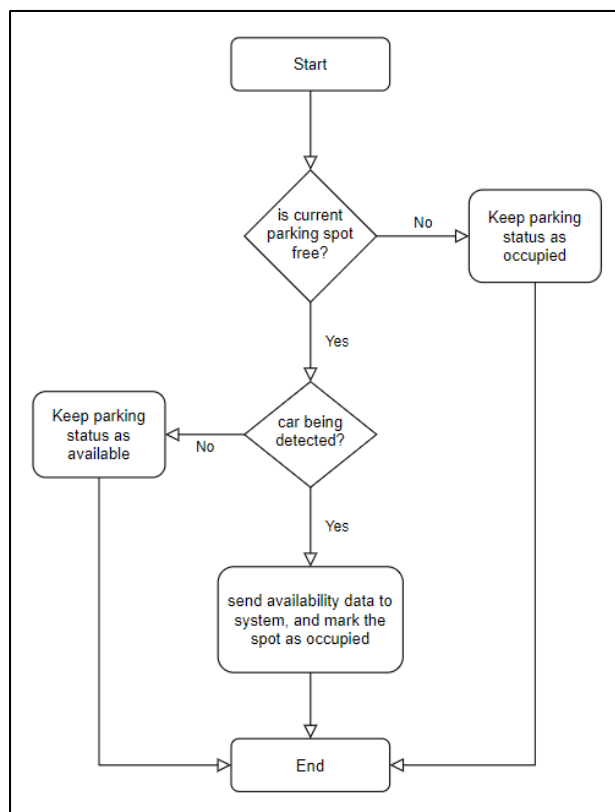 Start
is current
parking spot
free?
No
Keep parking
status as
occupied
Yes
Keep parking
status as
available
No
car being
detected?
Yes
send availability data to
system, and mark the
spot as occupied
End